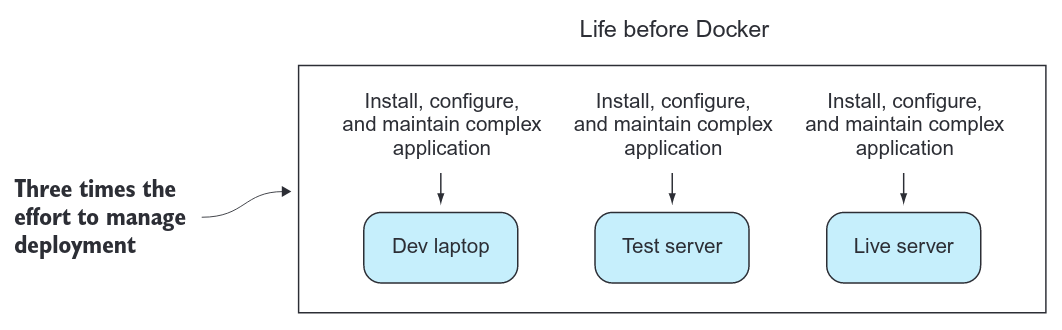 Life before Docker
Install, configure,
and maintain complex
application
Install, configure,
and maintain complex
application
Install, configure,
and maintain complex
application
Three times the
effort to manage
deployment
Dev laptop
Test server
Live server